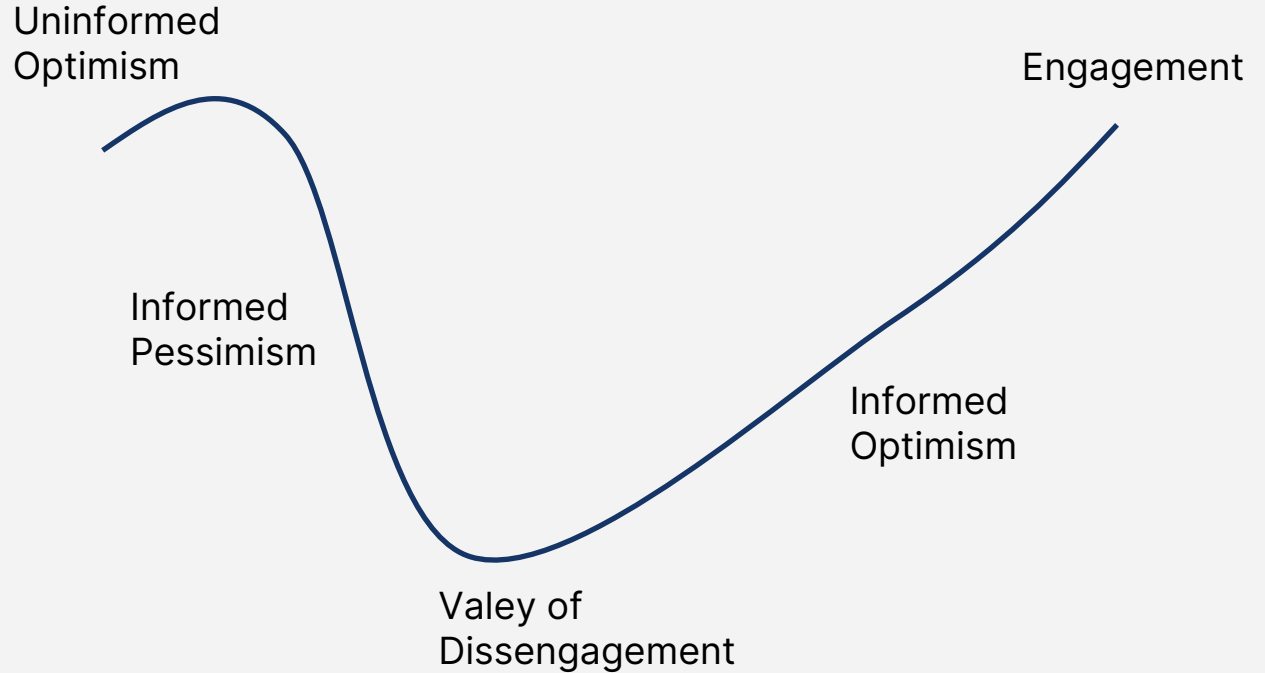 Uninformed
Optimism
Engagement
Informed
Pessimism
Informed
Optimism
Valey of
Dissengagement